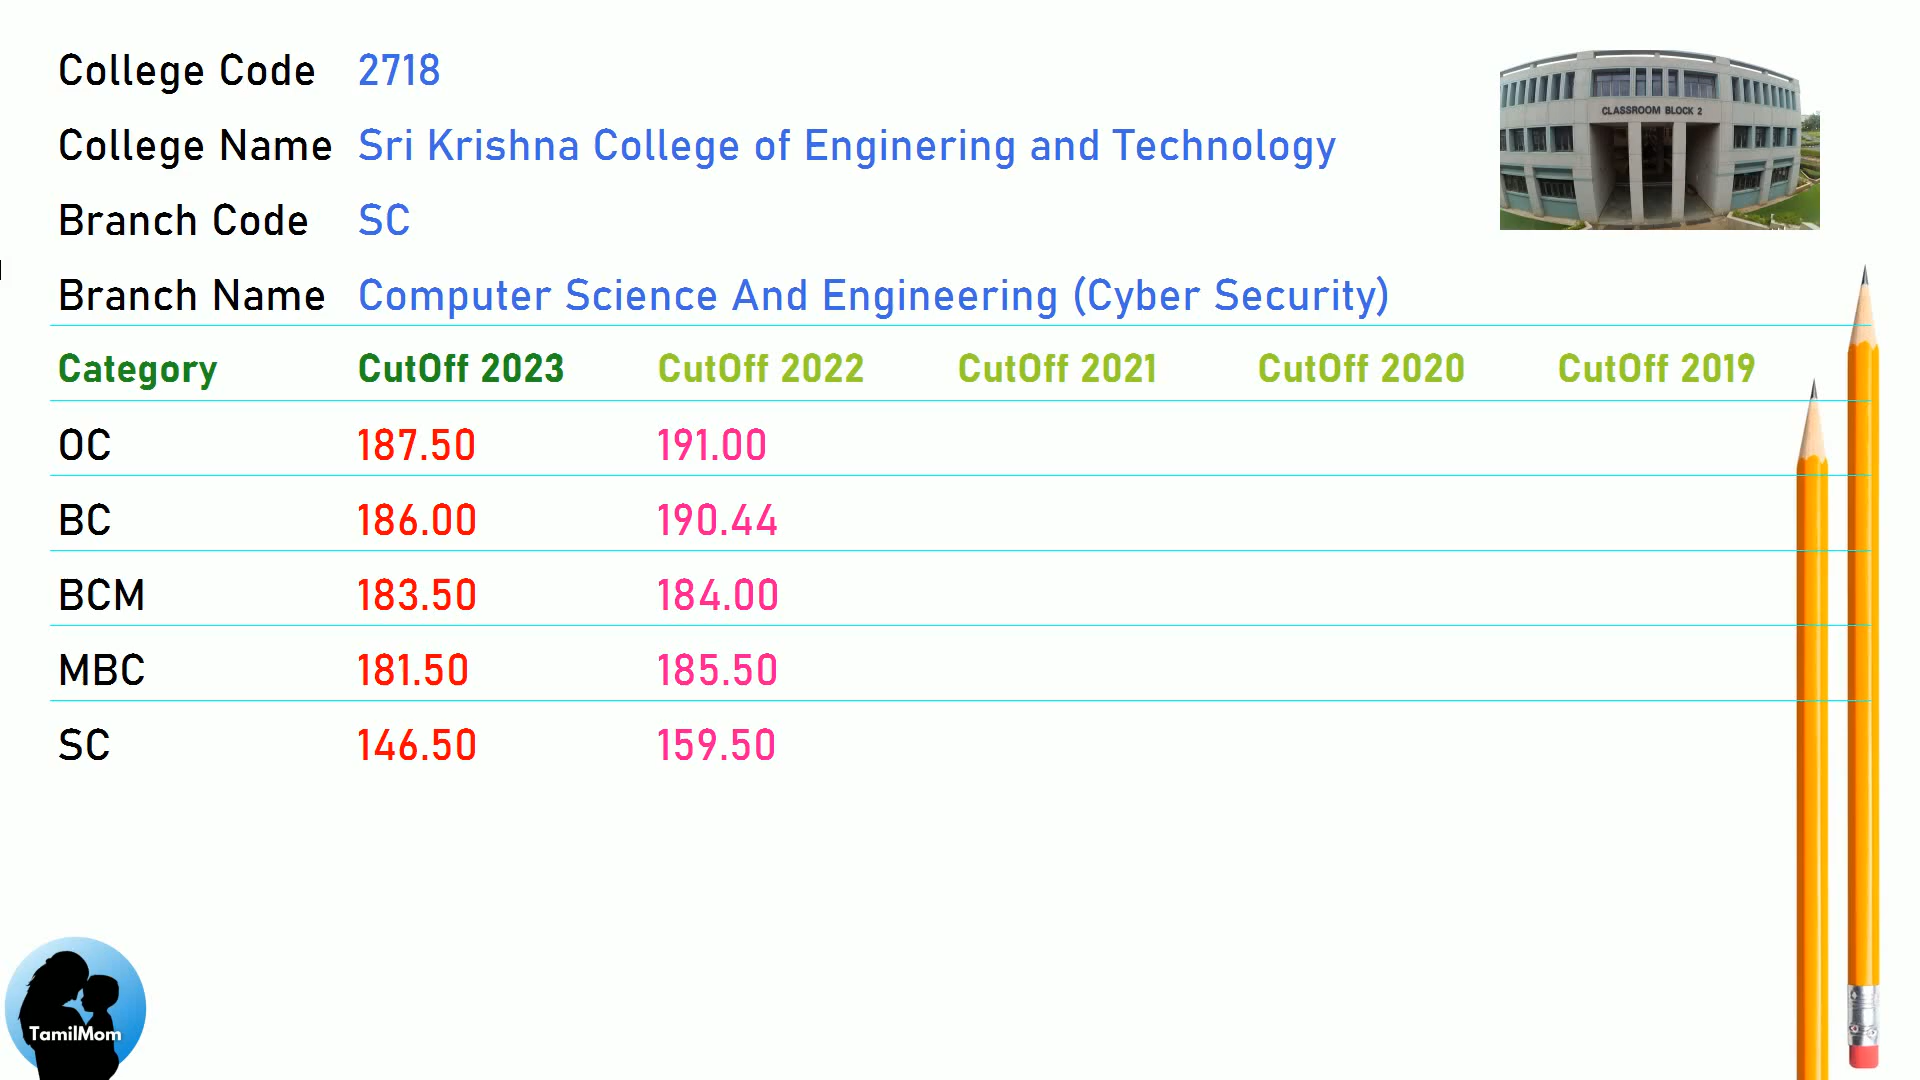 College Code 2718
College Name Sri Krishna College of Enginering and Technology
Branch Code SC
Branch Name Computer Science And Engineering (Cyber Security)
Category CutOff 2023 CutOff 2022 CutOff 2021 CutOff 2020 CutOff 2019
OC 187.50 191.00
BC 186.00 190.44
BCM 183.50 184.00
MBC 181.50 185.50
SC 146.50 159.50
CLASSROOM BLOCK 2
TamilMom